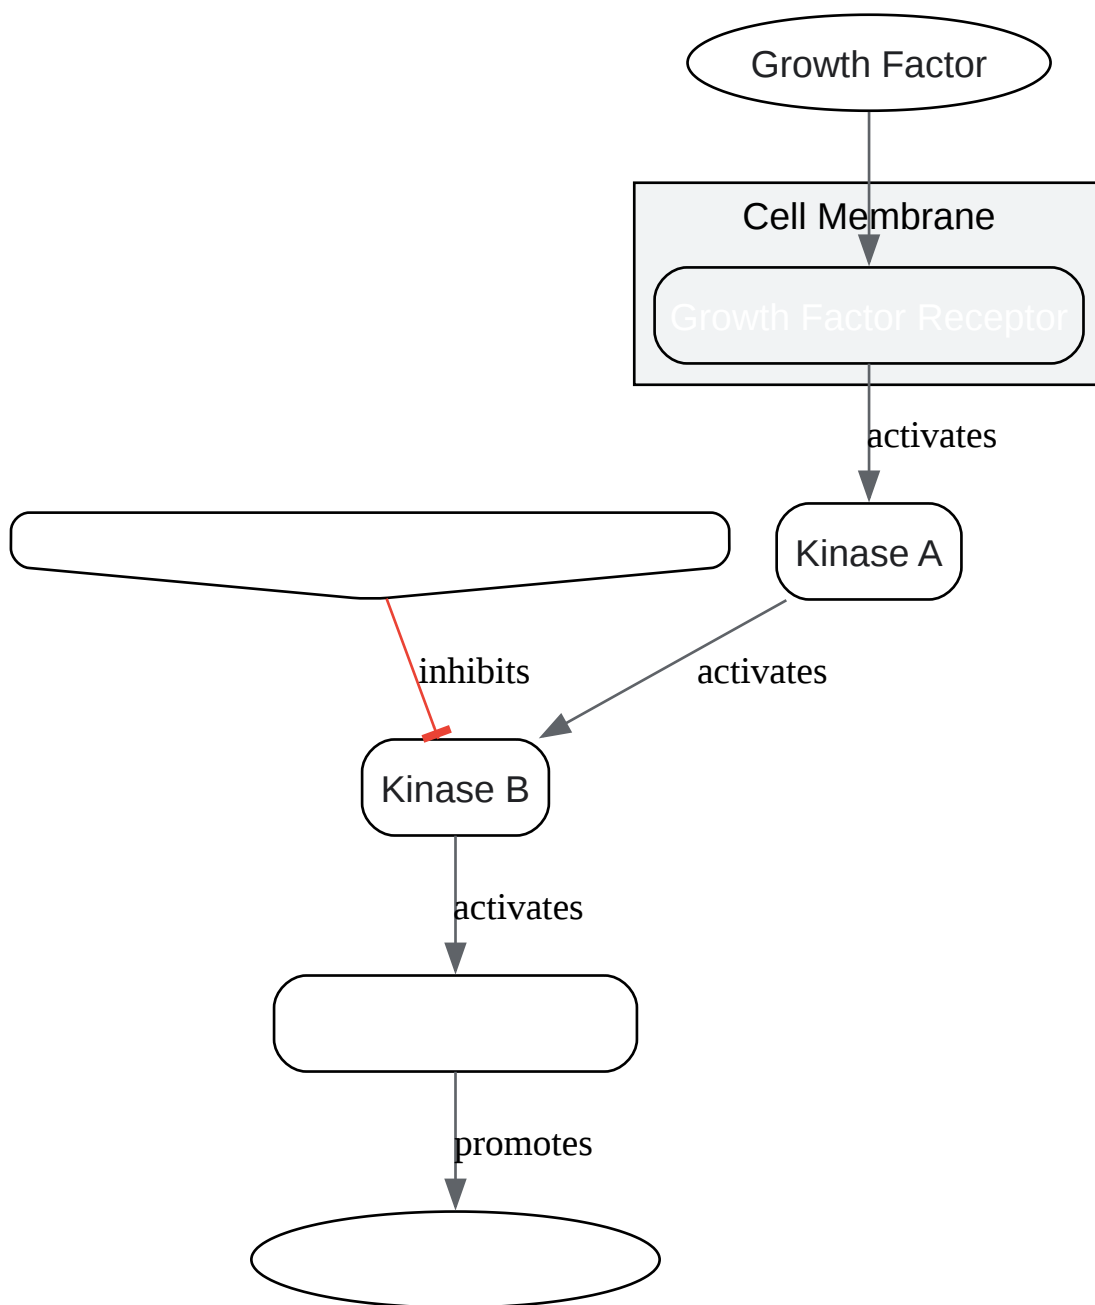 Growth Factor
Cell Membrane
Growth Factor Receptor
activates
Kinase A
inhibits
activates
Kinase B
activates
promotes